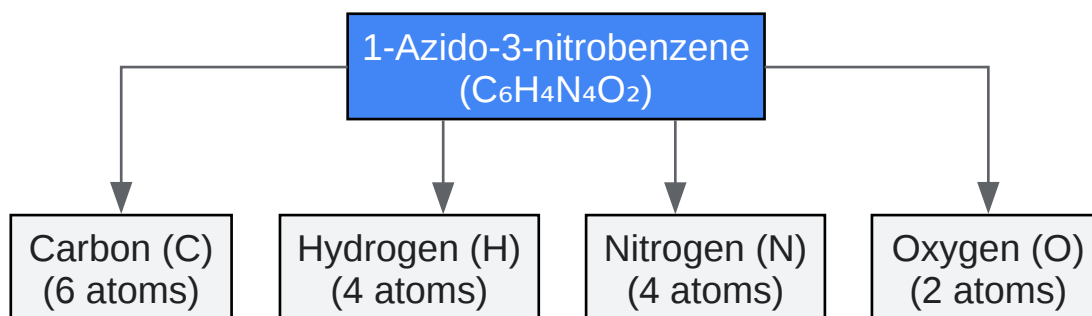 1-Azido-3-nitrobenzene
(C₆H₄N₄O₂)
Carbon (C)
(6 atoms)
Hydrogen (H)
(4 atoms)
Nitrogen (N)
(4 atoms)
Oxygen (O)
(2 atoms)